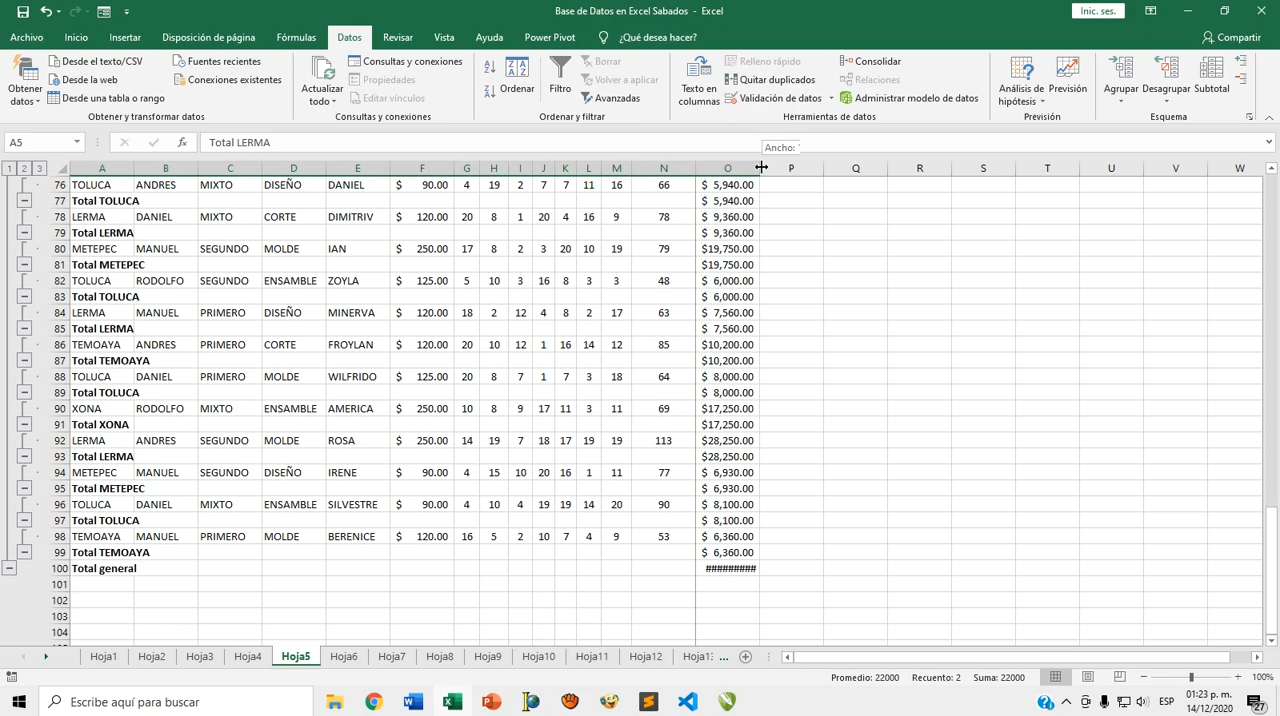 Base de Datos en Excel Sabados - Excel
Inic. ses.
Archivo Inicio Insertar Disposición de página Fórmulas Datos Revisar Vista Ayuda Power Pivot ¿Qué desea hacer? Compartir
Obtener datos
Desde el texto/CSV
Desde la web
Desde una tabla o rango
Fuentes recientes
Conexiones existentes
Obtener y transformar datos
Actualizar todo
Consultas y conexiones
Propiedades
Editar vínculos
Consultas y conexiones
Ordenar
Filtro
Borrar
Volver a aplicar
Avanzadas
Ordenar y filtrar
Texto en columnas
Relleno rápido
Quitar duplicados
Validación de datos
Consolidar
Relaciones
Administrar modelo de datos
Herramientas de datos
Análisis de hipótesis
Previsión
Previsión
Agrupar
Desagrupar
Subtotal
Esquema
A5 fx Total LERMA
Ancho:
1 2 3 A B C D E F G H I J K L M N O P Q R S T U V W
76 TOLUCA ANDRES MIXTO DISEÑO DANIEL $ 90.00 4 19 2 7 7 11 16 66 $ 5,940.00
77 Total TOLUCA $ 5,940.00
78 LERMA DANIEL MIXTO CORTE DIMITRIV $ 120.00 20 8 1 20 4 16 9 78 $ 9,360.00
79 Total LERMA $ 9,360.00
80 METEPEC MANUEL SEGUNDO MOLDE IAN $ 250.00 17 8 2 3 20 10 19 79 $19,750.00
81 Total METEPEC $19,750.00
82 TOLUCA RODOLFO SEGUNDO ENSAMBLE ZOYLA $ 125.00 5 10 3 16 8 3 3 48 $ 6,000.00
83 Total TOLUCA $ 6,000.00
84 LERMA MANUEL PRIMERO DISEÑO MINERVA $ 120.00 18 2 12 4 8 2 17 63 $ 7,560.00
85 Total LERMA $ 7,560.00
86 TEMOAYA ANDRES PRIMERO CORTE FROYLAN $ 120.00 20 10 12 1 16 14 12 85 $10,200.00
87 Total TEMOAYA $10,200.00
88 TOLUCA DANIEL PRIMERO MOLDE WILFRIDO $ 125.00 20 8 7 1 7 3 18 64 $ 8,000.00
89 Total TOLUCA $ 8,000.00
90 XONA RODOLFO MIXTO ENSAMBLE AMERICA $ 250.00 10 8 9 17 11 3 11 69 $17,250.00
91 Total XONA $17,250.00
92 LERMA ANDRES SEGUNDO MOLDE ROSA $ 250.00 14 19 7 18 17 19 19 113 $28,250.00
93 Total LERMA $28,250.00
94 METEPEC MANUEL SEGUNDO DISEÑO IRENE $ 90.00 4 15 10 20 16 1 11 77 $ 6,930.00
95 Total METEPEC $ 6,930.00
96 TOLUCA DANIEL MIXTO ENSAMBLE SILVESTRE $ 90.00 4 10 4 19 19 14 20 90 $ 8,100.00
97 Total TOLUCA $ 8,100.00
98 TEMOAYA MANUEL PRIMERO MOLDE BERENICE $ 120.00 16 5 2 10 7 4 9 53 $ 6,360.00
99 Total TEMOAYA $ 6,360.00
100 Total general #########
101
102
103
104
Hoja1 Hoja2 Hoja3 Hoja4 Hoja5 Hoja6 Hoja7 Hoja8 Hoja9 Hoja10 Hoja11 Hoja12 ...
Promedio: 22000 Recuento: 2 Suma: 22000 100%
Escribe aquí para buscar
ESP
01:23 p. m.
14/12/2020
27